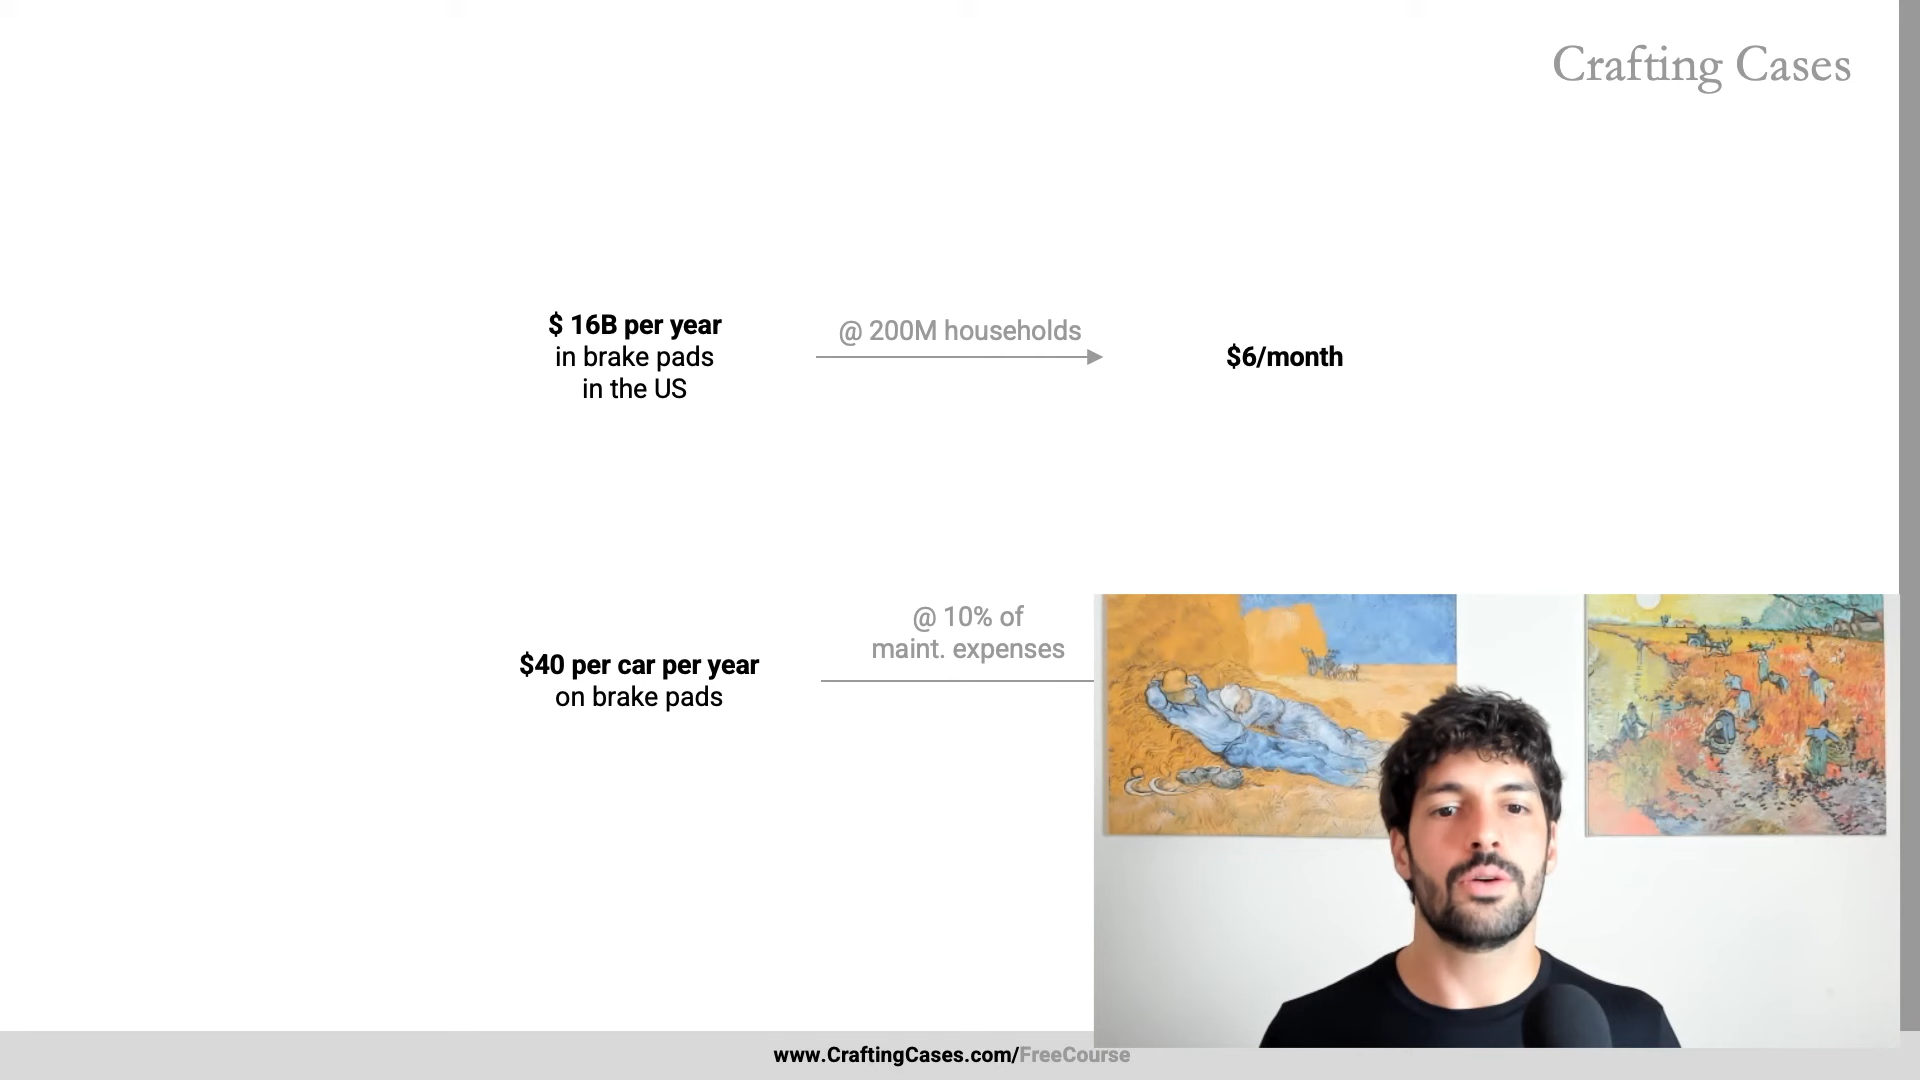 Crafting Cases
$ 16B per year
in brake pads
in the US
@ 200M households
$6/month
@ 10% of
maint. expenses
$40 per car per year
on brake pads
www.CraftingCases.com/FreeCourse